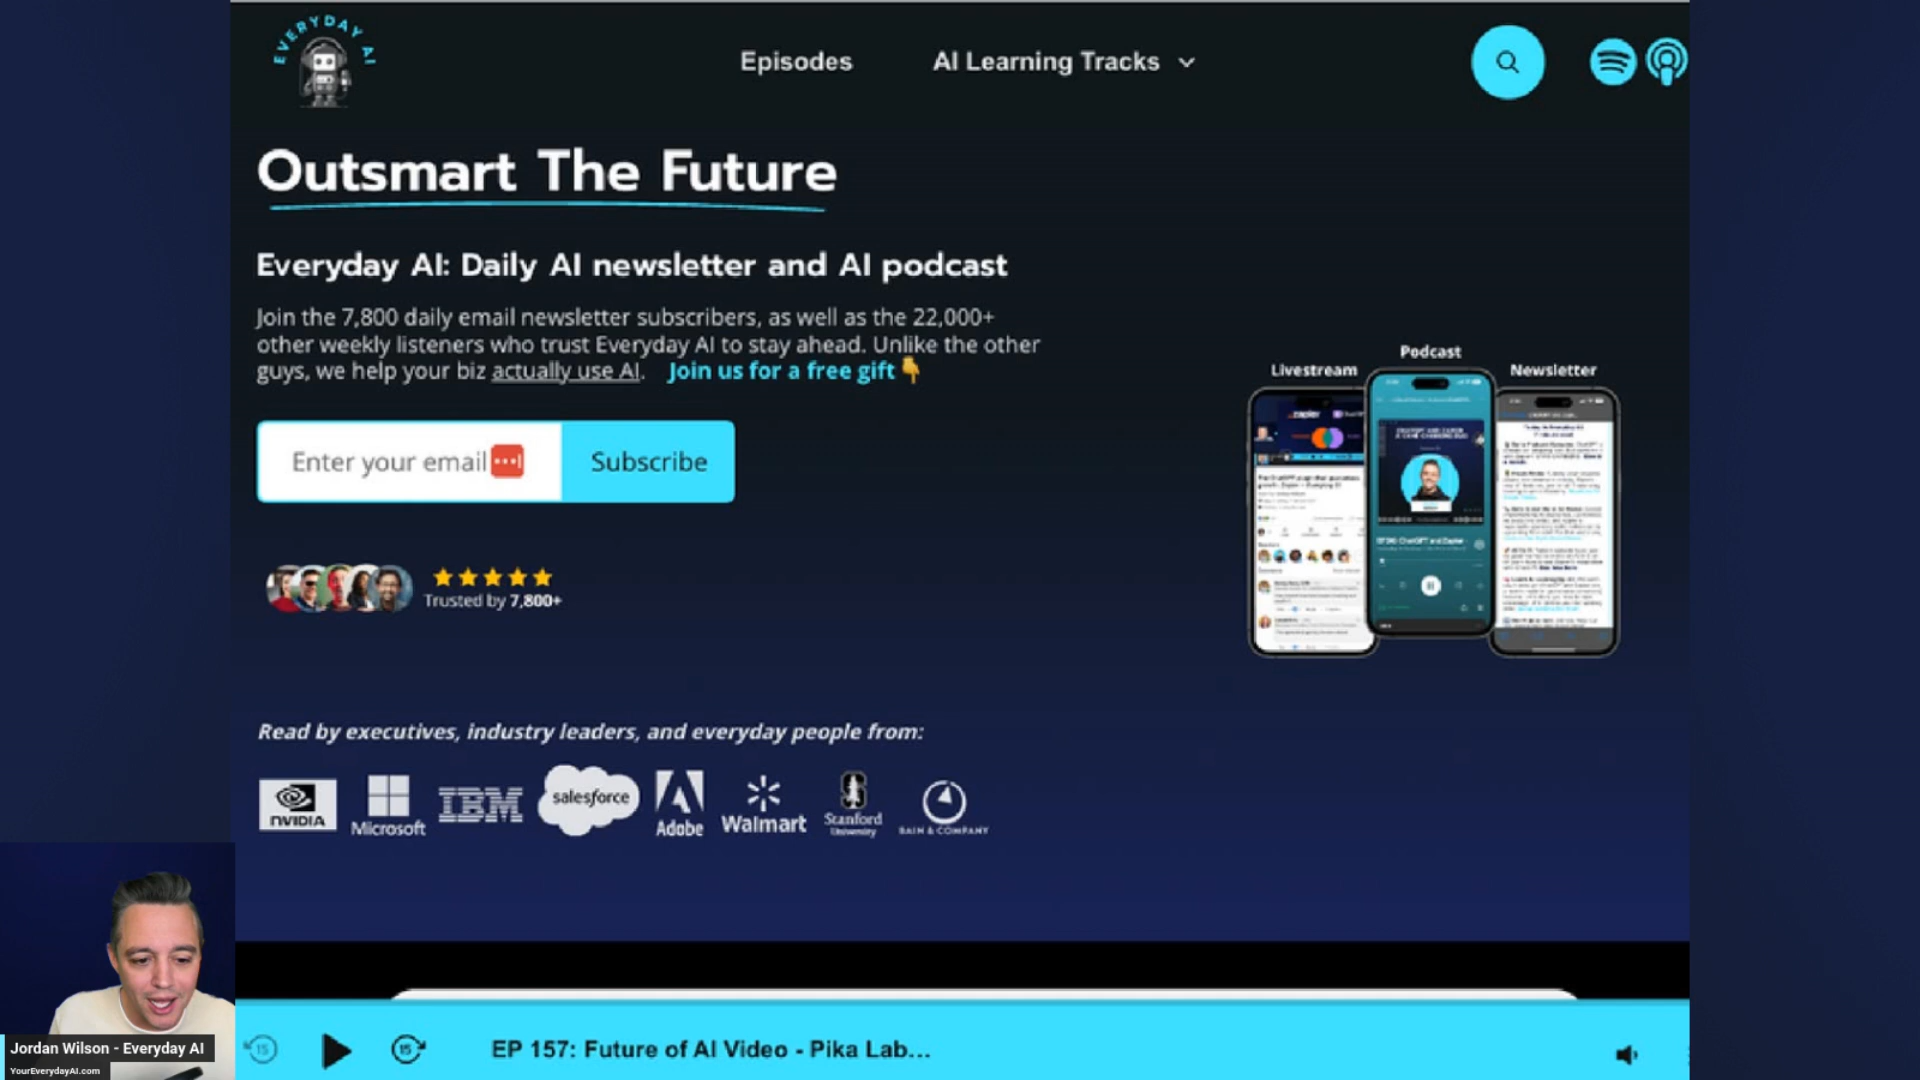 EVERYDAY AI
Episodes
AI Learning Tracks
Outsmart The Future
Everyday AI: Daily AI newsletter and AI podcast
Join the 7,800 daily email newsletter subscribers, as well as the 22,000+
other weekly listeners who trust Everyday AI to stay ahead. Unlike the other
guys, we help your biz actually use AI. Join us for a free gift
Livestream
Podcast
Newsletter
Enter your email
Subscribe
Trusted by 7,800+
Read by executives, industry leaders, and everyday people from:
NVIDIA
Microsoft
IBM
salesforce
Adobe
Walmart
Stanford
University
BAIN & COMPANY
15
15
EP 157: Future of AI Video - Pika Lab...
Jordan Wilson - Everyday AI
YourEverydayAI.com